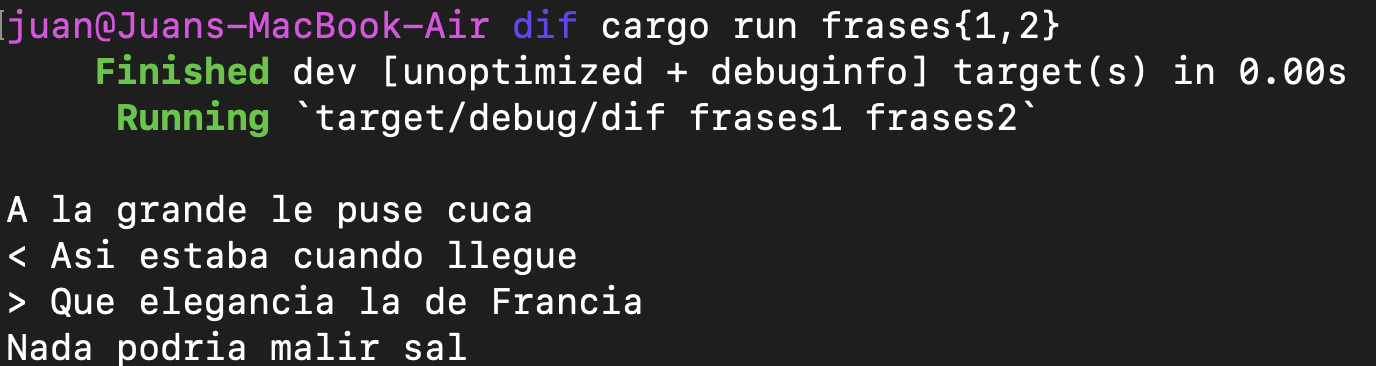 juan@Juans-MacBook-Air dif cargo run frases{1,2}
Finished dev [unoptimized + debuginfo] target(s) in 0.00s
Running `target/debug/dif frases1 frases2`
A la grande le puse cuca
< Asi estaba cuando llegue
> Que elegancia la de Francia
Nada podria malir sal